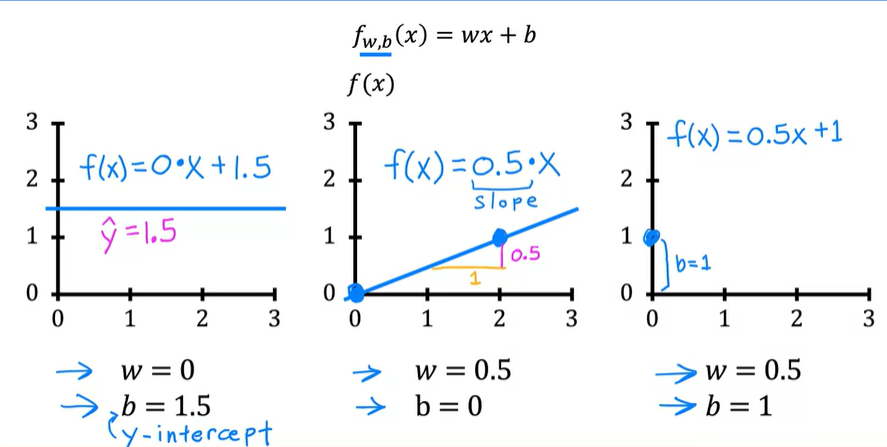 f_{w,b}(x) = wx + b
f(x)
3
2
1
0
0 1 2 3
f(x)=0•X+1.5
ŷ=1.5
→ w = 0
→ b = 1.5
y-intercept
3
2
1
0
0 1 2 3
f(x)=0.5•X
slope
0.5
1
→ w = 0.5
→ b = 0
3
2
1
0
0 1 2 3
f(x)=0.5x+1
b=1
→ w = 0.5
→ b = 1